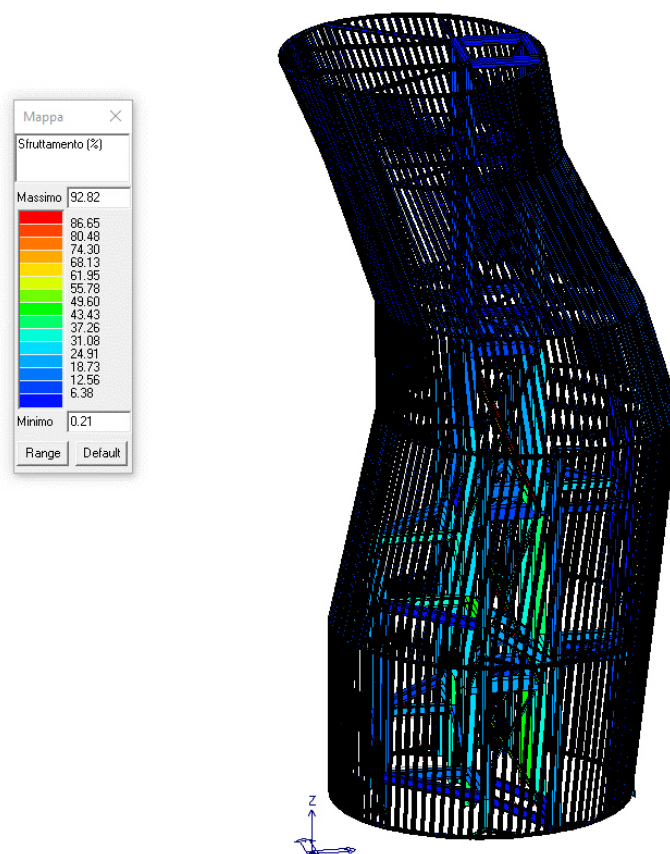 Mappa
Sfruttamento (%)
Massimo 92.82
86.65
80.48
74.30
68.13
61.95
55.78
49.60
43.43
37.26
31.08
24.91
18.73
12.56
6.38
Minimo 0.21
Range Default
Z